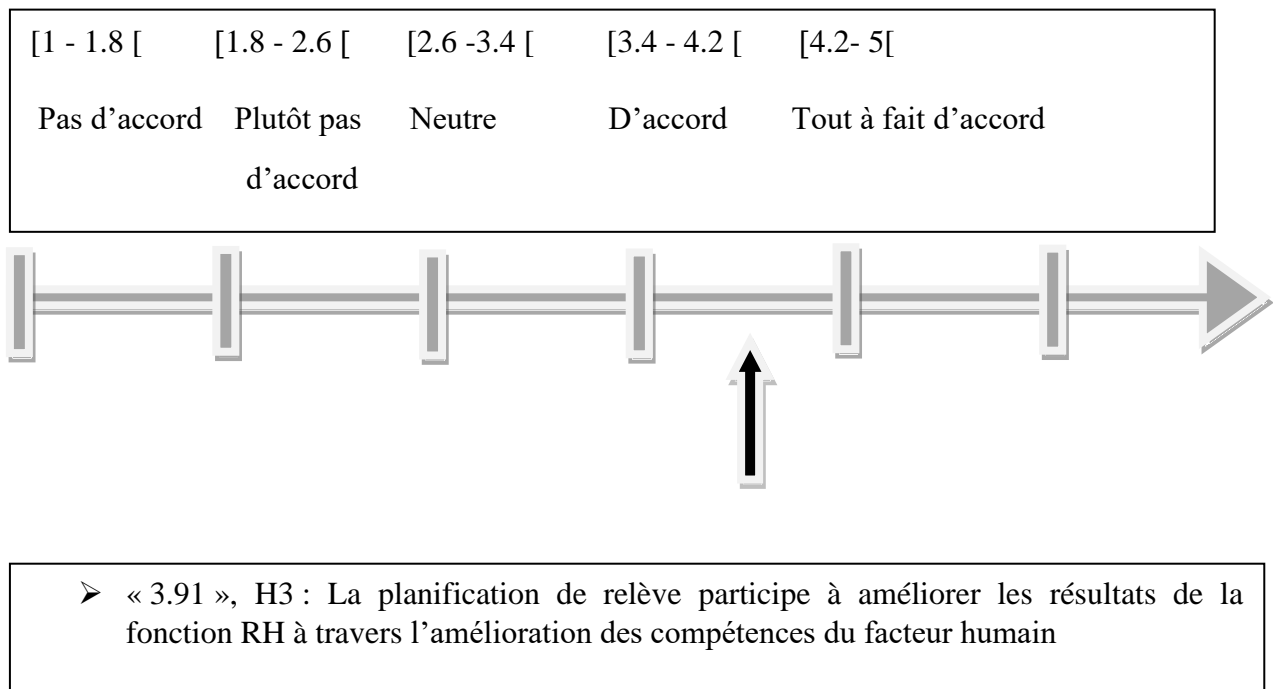 [1 - 1.8 [ [1.8 - 2.6 [ [2.6 -3.4 [ [3.4 - 4.2 [ [4.2- 5[
Pas d’accord Plutôt pas Neutre D’accord Tout à fait d’accord
d’accord
➢ « 3.91 », H3 : La planification de relève participe à améliorer les résultats de la
fonction RH à travers l’amélioration des compétences du facteur humain